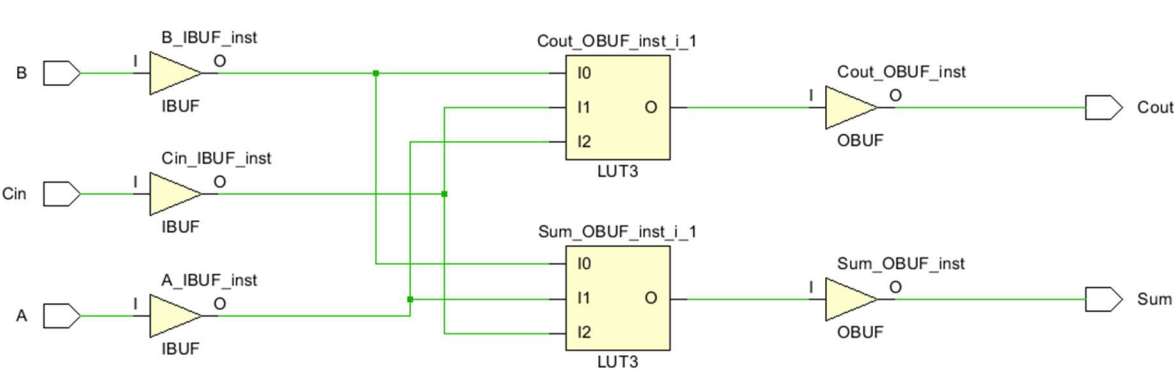 B_IBUF_inst
B
I
O
IBUF
Cout_OBUF_inst_i_1
I0
I1
O
I2
LUT3
Cout_OBUF_inst
I
O
OBUF
Cout
Cin_IBUF_inst
Cin
I
O
IBUF
Sum_OBUF_inst_i_1
I0
I1
O
I2
LUT3
Sum_OBUF_inst
I
O
OBUF
Sum
A_IBUF_inst
A
I
O
IBUF